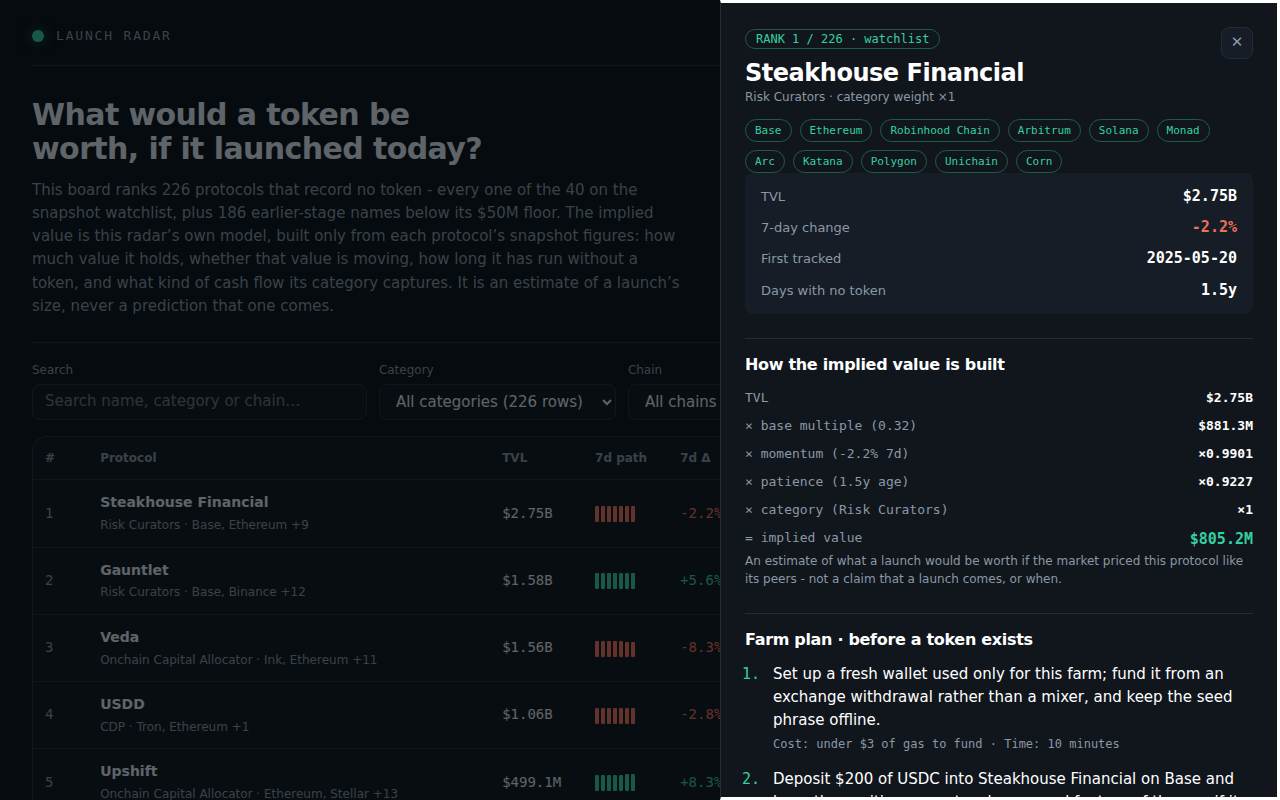 LAUNCH RADAR
What would a token be
worth, if it launched today?
This board ranks 226 protocols that record no token - every one of the 40 on the
snapshot watchlist, plus 186 earlier-stage names below its $50M floor. The implied
value is this radar's own model, built only from each protocol's snapshot figures: how
much value it holds, whether that value is moving, how long it has run without a
token, and what kind of cash flow its category captures. It is an estimate of a launch's
size, never a prediction that one comes.
Search Category Chain
Search name, category or chain... All categories (226 rows) All chains
# Protocol TVL 7d path 7d Δ
1 Steakhouse Financial $2.75B -2.2%
Risk Curators · Base, Ethereum +9
2 Gauntlet $1.58B +5.6%
Risk Curators · Base, Binance +12
3 Veda $1.56B -8.3%
Onchain Capital Allocator · Ink, Ethereum +11
4 USDD $1.06B -2.8%
CDP · Tron, Ethereum +1
5 Upshift $499.1M +8.3%
Onchain Capital Allocator · Ethereum, Stellar +13
RANK 1 / 226 · watchlist
✕
Steakhouse Financial
Risk Curators · category weight ×1
Base Ethereum Robinhood Chain Arbitrum Solana Monad
Arc Katana Polygon Unichain Corn
TVL $2.75B
7-day change -2.2%
First tracked 2025-05-20
Days with no token 1.5y
How the implied value is built
TVL $2.75B
× base multiple (0.32) $881.3M
× momentum (-2.2% 7d) ×0.9901
× patience (1.5y age) ×0.9227
× category (Risk Curators) ×1
= implied value $805.2M
An estimate of what a launch would be worth if the market priced this protocol like
its peers - not a claim that a launch comes, or when.
Farm plan · before a token exists
1. Set up a fresh wallet used only for this farm; fund it from an
exchange withdrawal rather than a mixer, and keep the seed
phrase offline.
Cost: under $3 of gas to fund · Time: 10 minutes
2. Deposit $200 of USDC into Steakhouse Financial on Base and